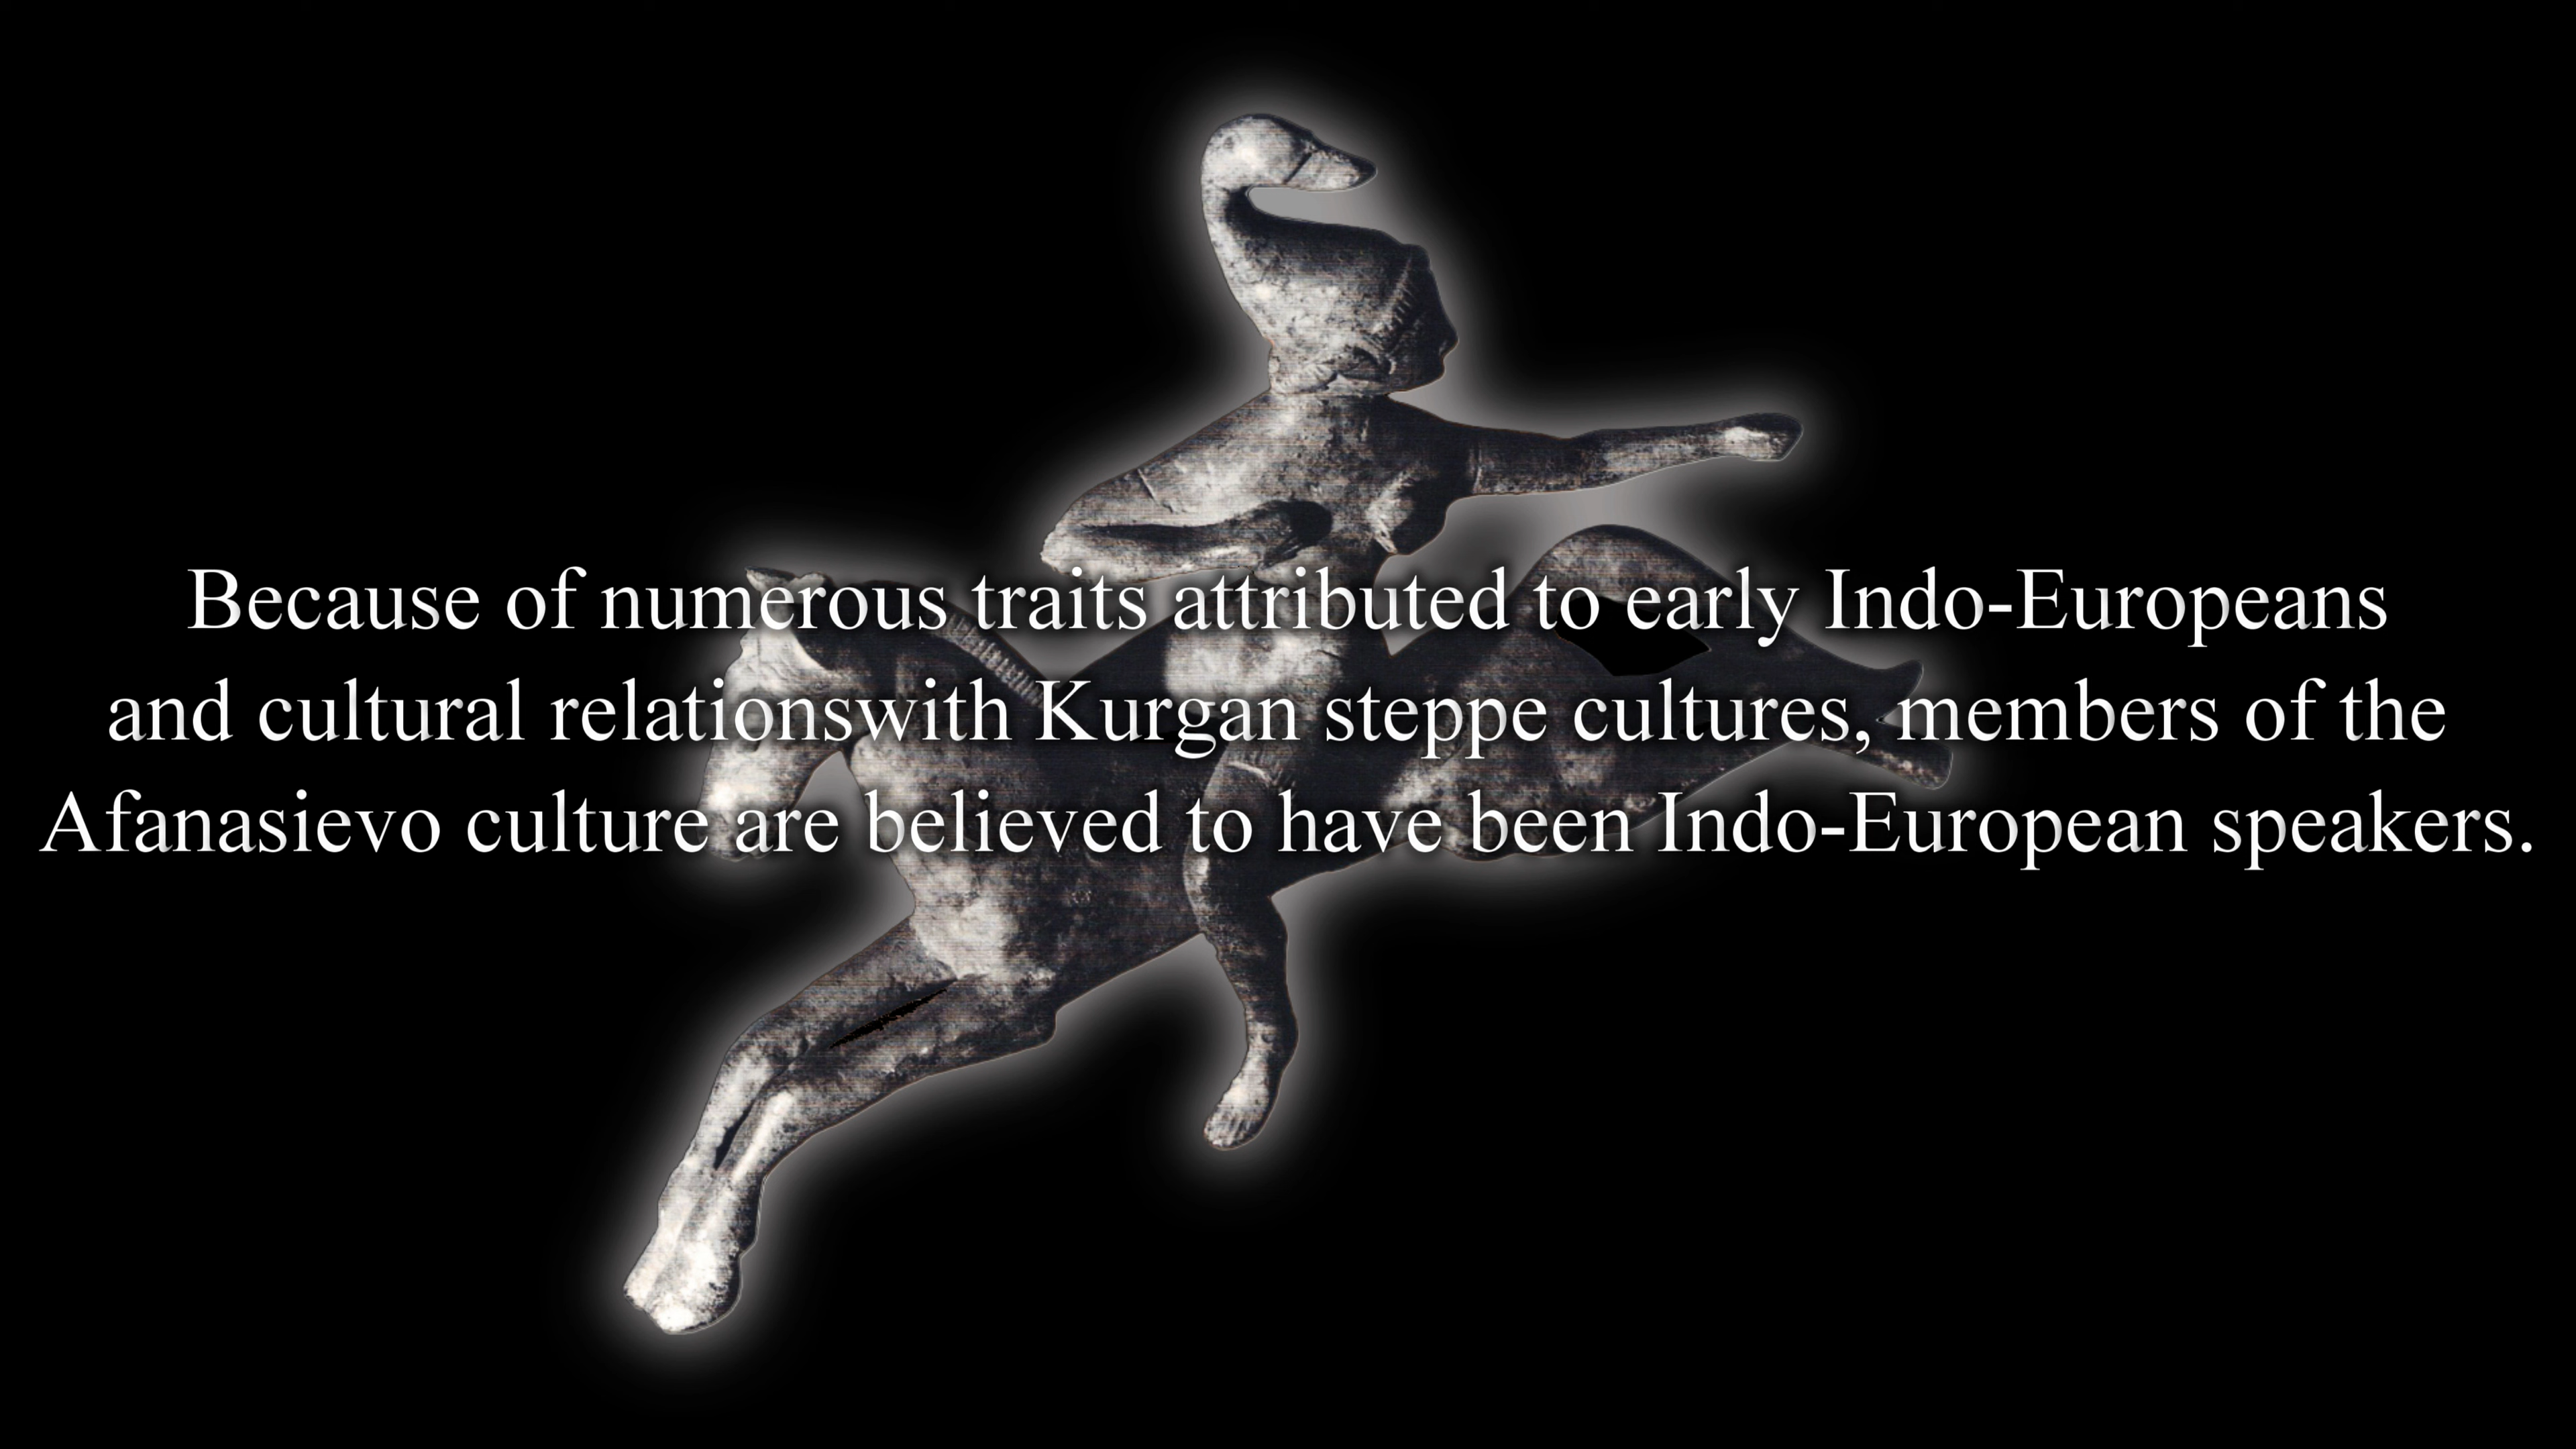 Because of numerous traits attributed to early Indo-Europeans
and cultural relationswith Kurgan steppe cultures, members of the
Afanasievo culture are believed to have been Indo-European speakers.